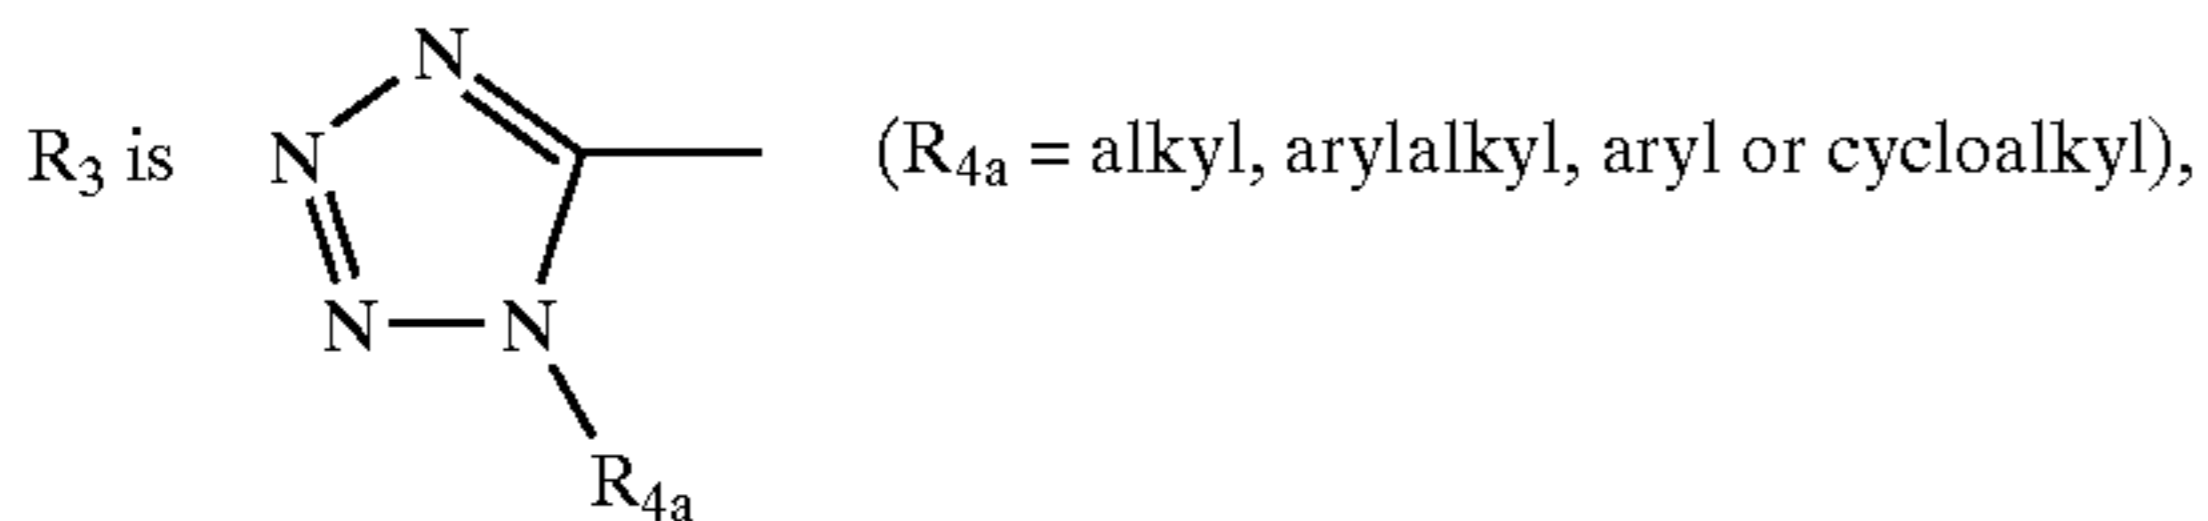 N
R₃ is N (R₄ₐ = alkyl, arylalkyl, aryl or cycloalkyl),
N N
R₄ₐ